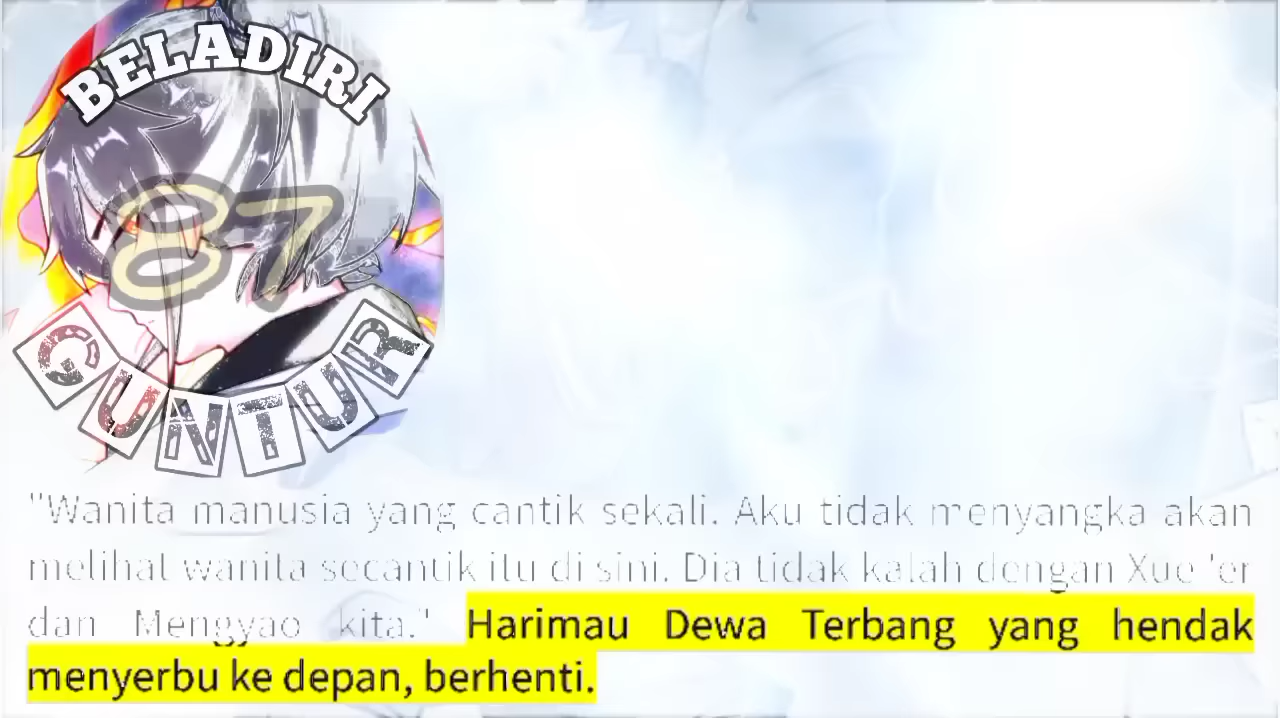 BELADIRI
87
GUNTUR
"Wanita manusia yang cantik sekali. Aku tidak menyangka akan
melihat wanita secantik itu di sini. Dia tidak kalah dengan Xue 'er
dan Mengyao kita." Harimau Dewa Terbang yang hendak
menyerbu ke depan, berhenti.